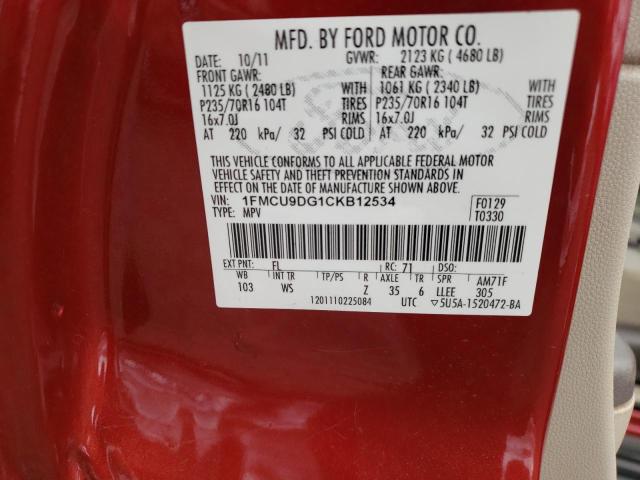 MFD. BY FORD MOTOR CO.
DATE: 10/11 GVWR: 2123 KG ( 4680 LB)
FRONT GAWR: REAR GAWR:
1125 KG ( 2480 LB) WITH 1061 KG ( 2340 LB) WITH
P235/70R16 104T TIRES P235/70R16 104T TIRES
16x7.0J RIMS 16x7.0J RIMS
AT 220 kPa/ 32 PSI COLD AT 220 kPa/ 32 PSI COLD
THIS VEHICLE CONFORMS TO ALL APPLICABLE FEDERAL MOTOR
VEHICLE SAFETY AND THEFT PREVENTION STANDARDS IN
EFFECT ON THE DATE OF MANUFACTURE SHOWN ABOVE.
VIN: 1FMCU9DG1CKB12534 F0129
TYPE: MPV T0330
EXT PNT: FL RC: 71 DSO:
WB INT TR TP/PS R AXLE TR SPR AM71F
103 WS Z 35 6 LLEE 305
1201110225084 UTC ▽5U5A-1520472-BA